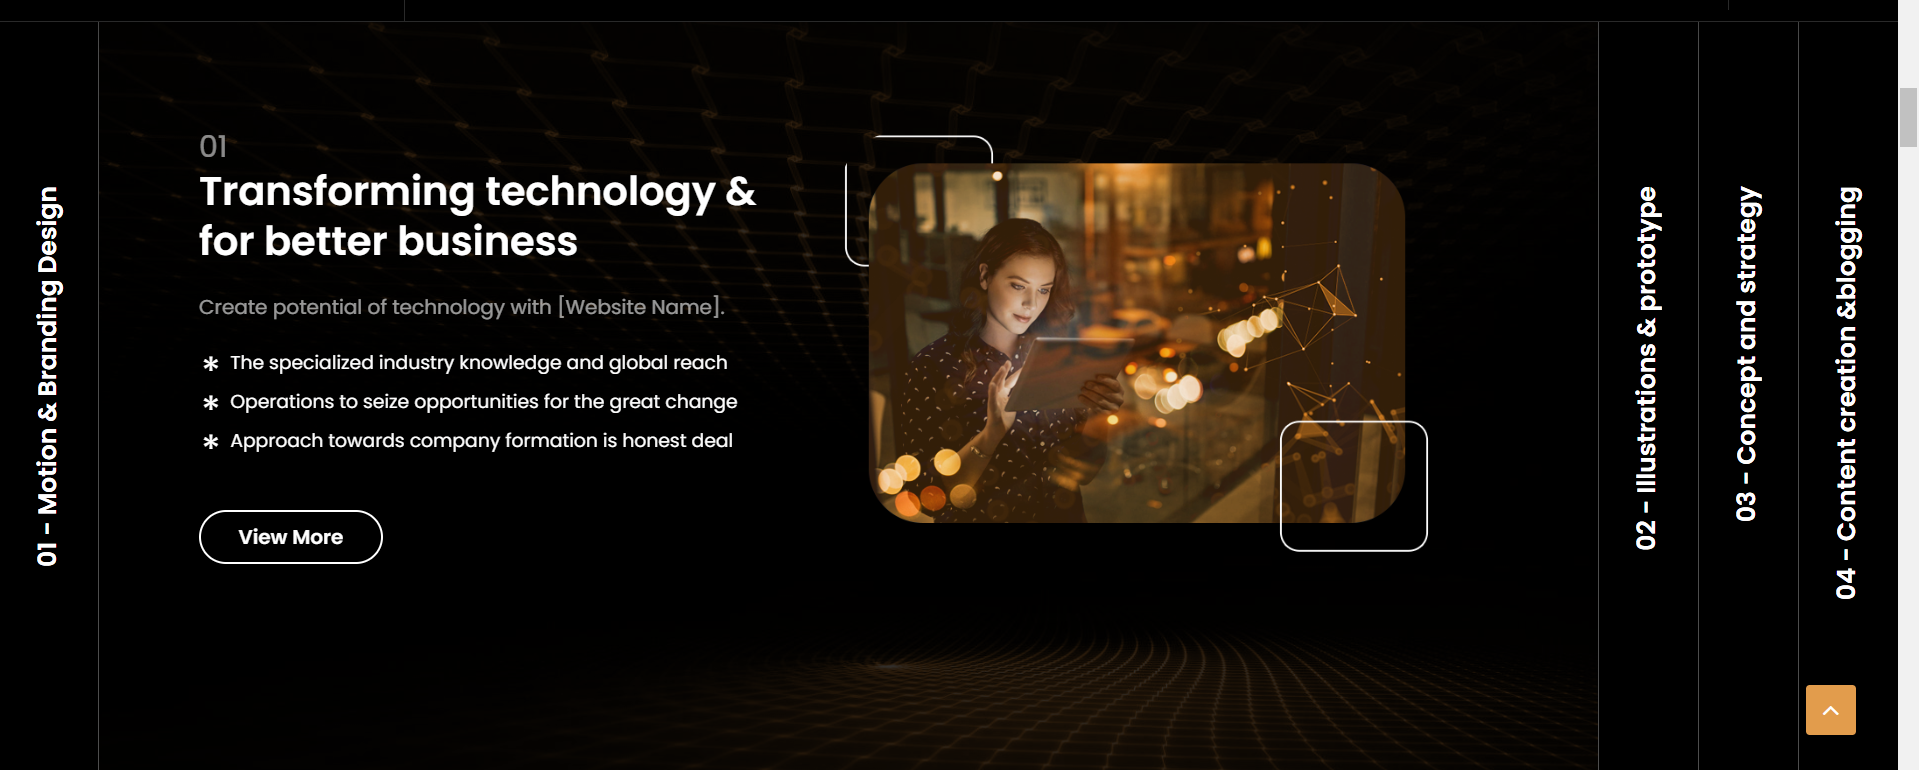 01 - Motion & Branding Design
01
Transforming technology &
for better business
Create potential of technology with [Website Name].
* The specialized industry knowledge and global reach
* Operations to seize opportunities for the great change
* Approach towards company formation is honest deal
View More
02 - Illustrations & prototype
03 - Concept and strategy
04 - Content creation &blogging